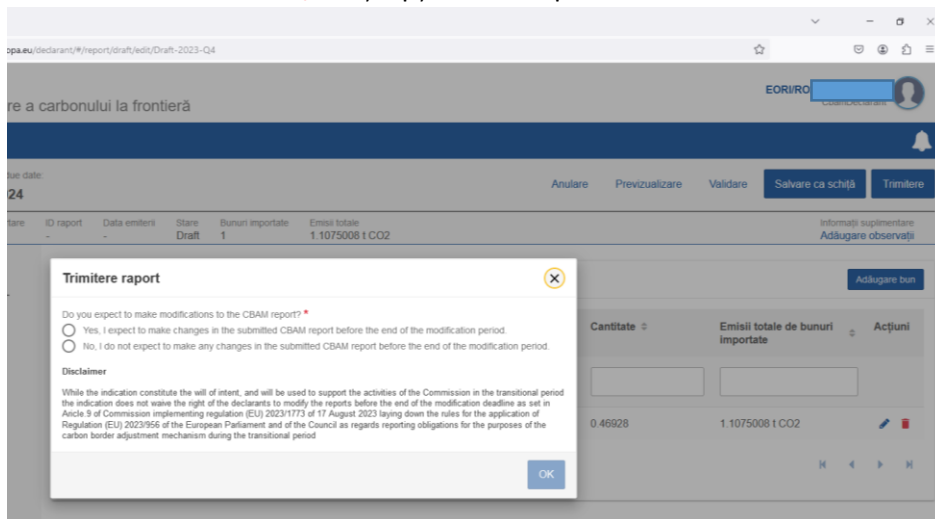 opa.eu/declarant/#/report/draft/edit/Draft-2023-Q4
EORI/RO
re a carbonului la frontieră
due date:
24
Anulare Previzualizare Validare Salvare ca schiță Trimitere
rtare ID raport Data emiterii Stare Bunuri importate Emisii totale Informații suplimentare
- - Draft 1 1.1075008 t CO2 Adăugare observații
Trimitere raport
Adăugare bun
Do you expect to make modifications to the CBAM report? *
Yes, I expect to make changes in the submitted CBAM report before the end of the modification period.
No, I do not expect to make any changes in the submitted CBAM report before the end of the modification period.
Cantitate Emisii totale de bunuri importate Acțiuni
Disclaimer
While the indication constitute the will of intent, and will be used to support the activities of the Commission in the transitional period
the indication does not waive the right of the declarants to modify the reports before the end of the modification deadline as set in
Article 9 of Commission implementing regulation (EU) 2023/1773 of 17 August 2023 laying down the rules for the application of
Regulation (EU) 2023/956 of the European Parliament and of the Council as regards reporting obligations for the purposes of the
carbon border adjustment mechanism during the transitional period
0.46928 1.1075008 t CO2
OK